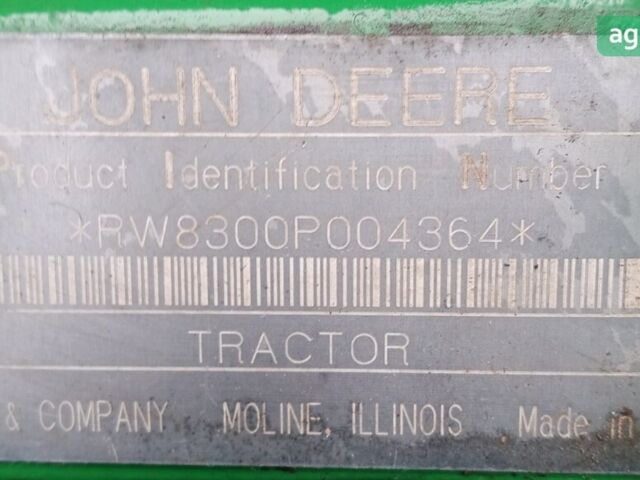 ag
JOHN DEERE
Product Identification Number
*RW8300P004364*
TRACTOR
& COMPANY MOLINE, ILLINOIS Made in